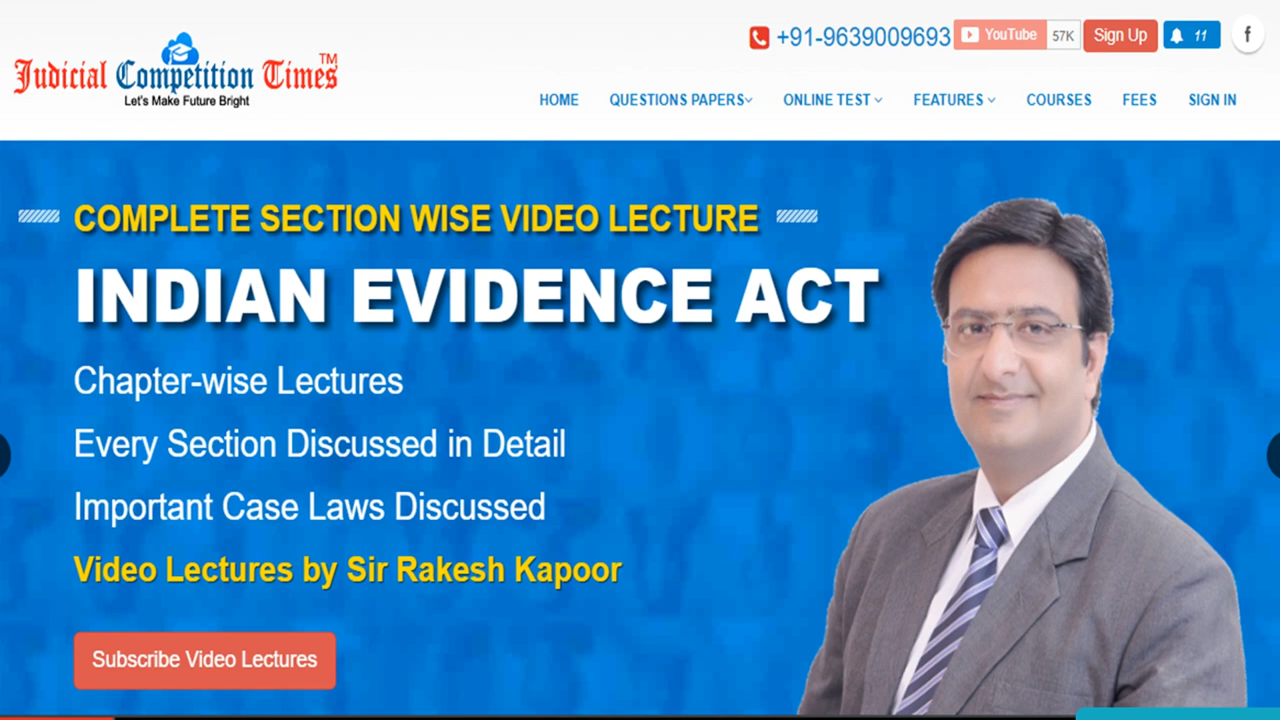 +91-9639009693 YouTube 57K Sign Up 11 f
Judicial Competition Times TM
Let's Make Future Bright
HOME QUESTIONS PAPERS ONLINE TEST FEATURES COURSES FEES SIGN IN
COMPLETE SECTION WISE VIDEO LECTURE
INDIAN EVIDENCE ACT
Chapter-wise Lectures
Every Section Discussed in Detail
Important Case Laws Discussed
Video Lectures by Sir Rakesh Kapoor
Subscribe Video Lectures